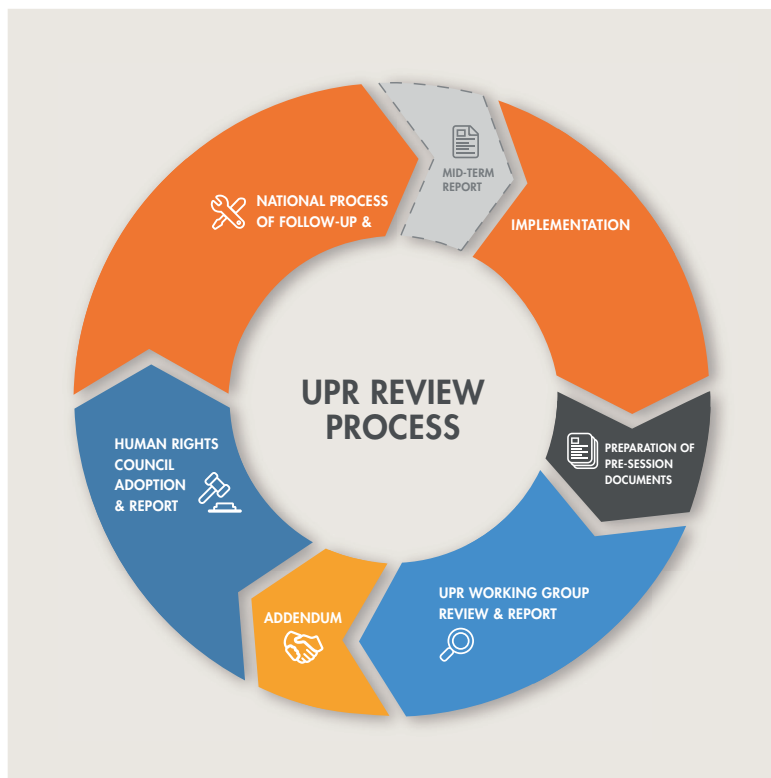 UPR REVIEW
PROCESS
MID-TERM
REPORT
IMPLEMENTATION
PREPARATION OF
PRE-SESSION
DOCUMENTS
UPR WORKING GROUP
REVIEW & REPORT
ADDENDUM
HUMAN RIGHTS
COUNCIL
ADOPTION
& REPORT
NATIONAL PROCESS
OF FOLLOW-UP &